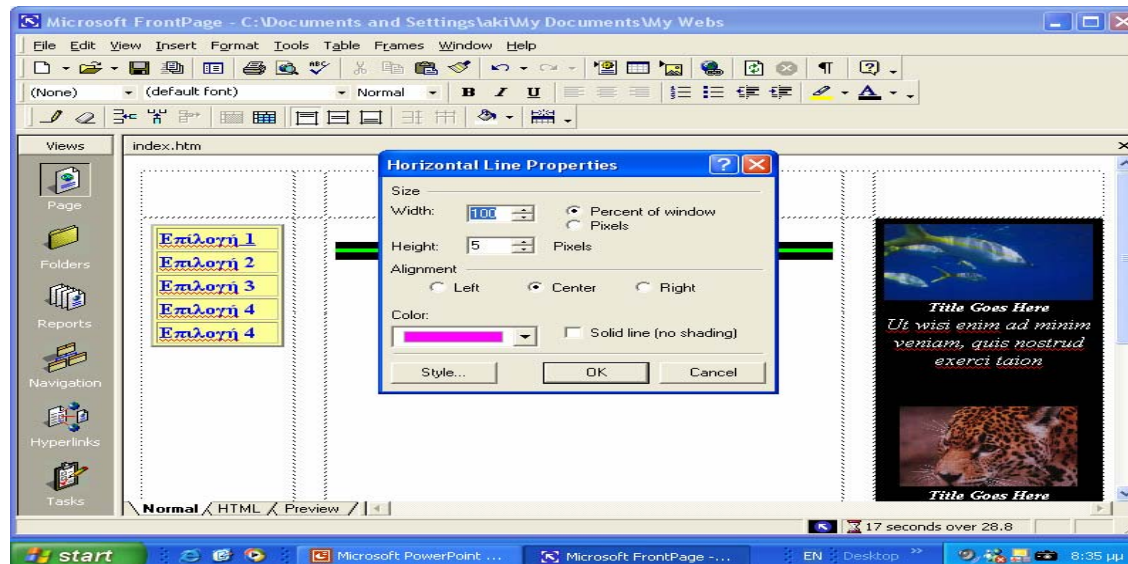 Microsoft FrontPage - C:\Documents and Settings\aki\My Documents\My Webs
File Edit View Insert Format Tools Table Frames Window Help
(None) (default font) Normal B I U A
Views index.htm
Page
Folders
Reports
Navigation
Hyperlinks
Tasks
Επίλογή 1
Επιλογή 2
Επιλογή 3
Επιλογή 4
Επιλογή 4
Horizontal Line Properties
Size
Width: 100 Percent of window
Pixels
Height: 5 Pixels
Alignment
Left Center Right
Color:
Solid line (no shading)
Style... OK Cancel
Title Goes Here
Ut wisi enim ad minim
veniam, quis nostrud
exerci taion
Title Goes Here
Normal HTML Preview
17 seconds over 28.8
start Microsoft PowerPoint ... Microsoft FrontPage -... EN Desktop 8:35 μμ